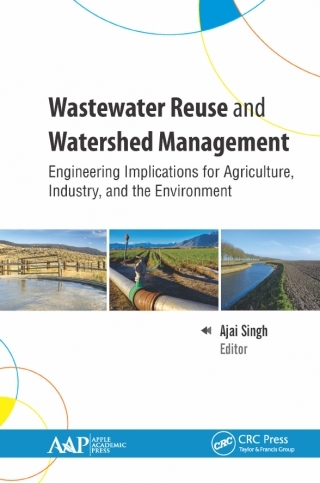 Wastewater Reuse and
Watershed Management
Engineering Implications for Agriculture,
Industry, and the Environment
Ajai Singh
Editor
AAP APPLE
ACADEMIC
PRESS
CRC CRC Press
Taylor & Francis Group